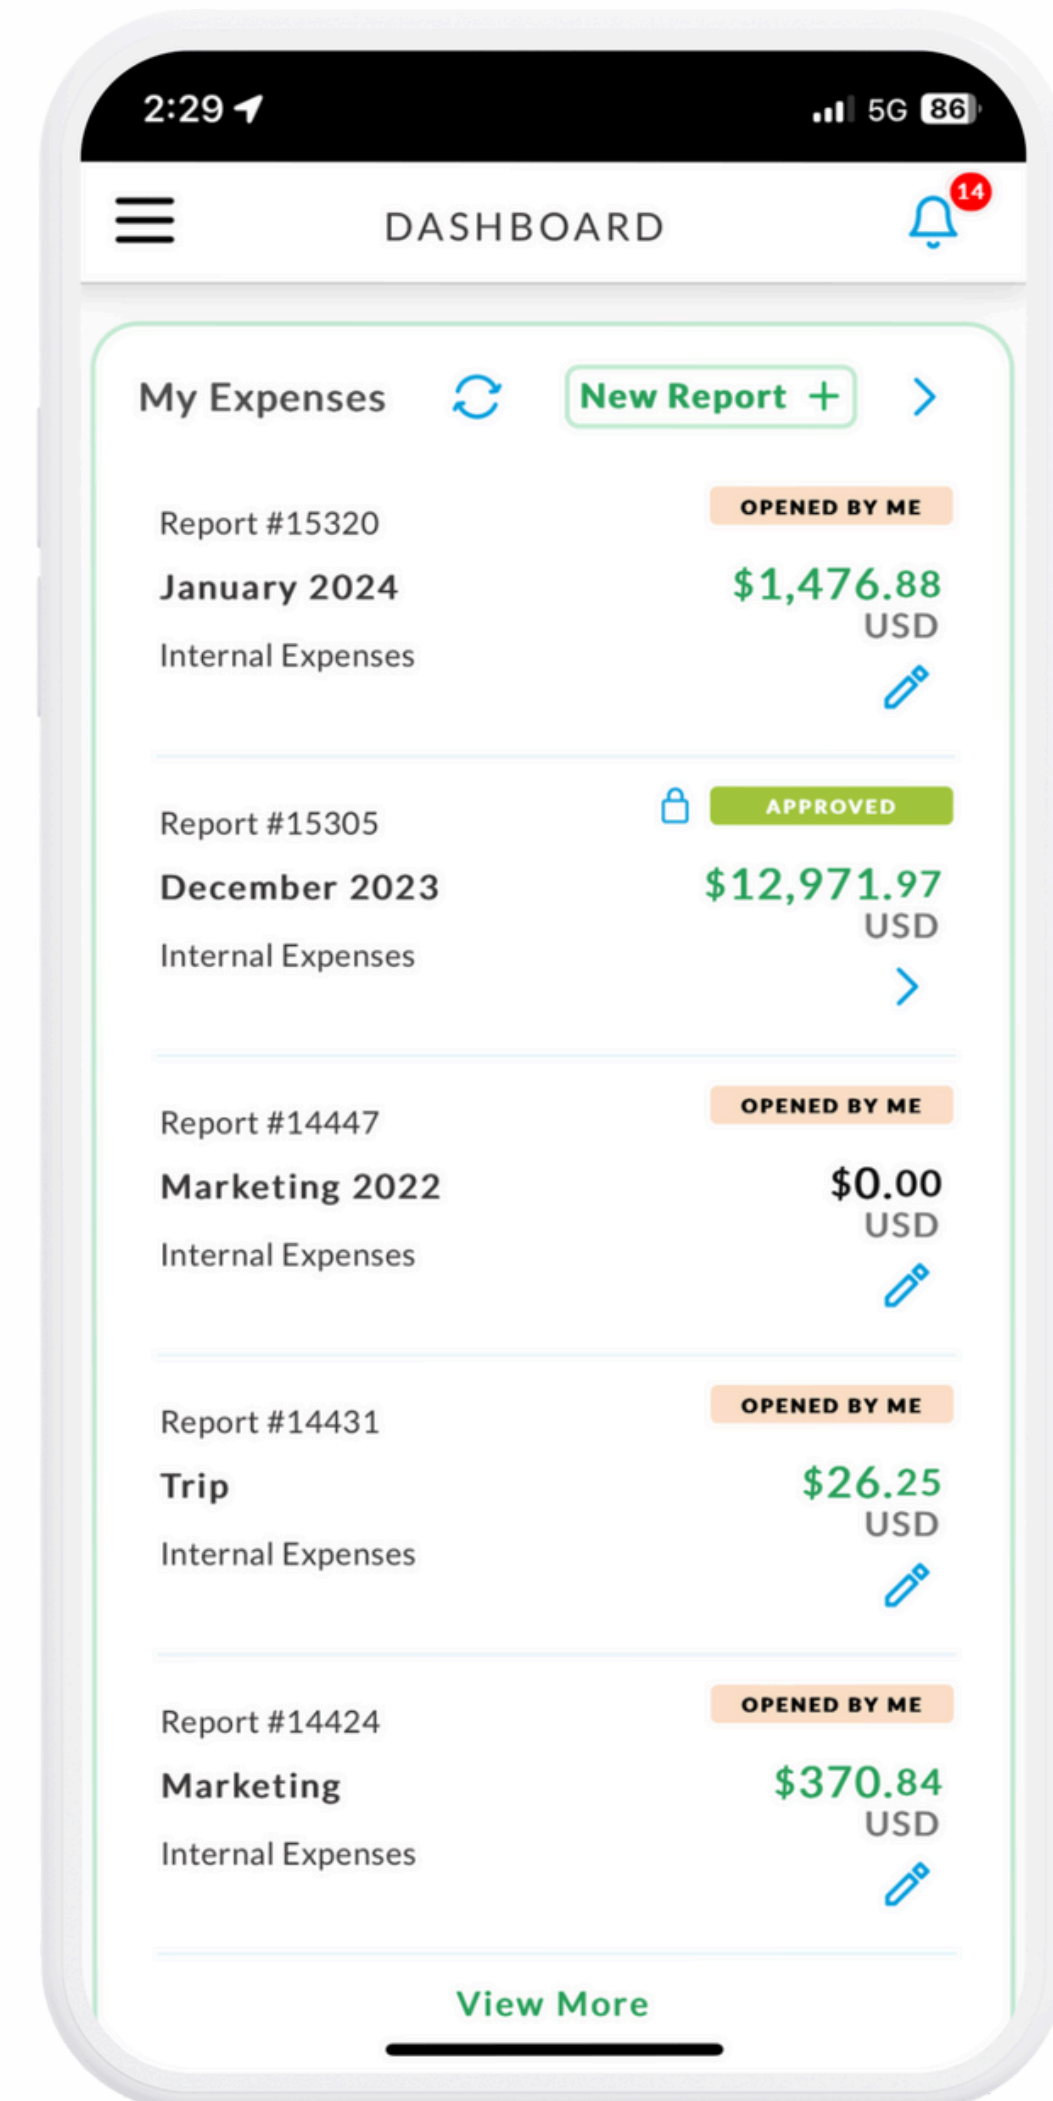 2:29 5G 86
DASHBOARD 14
My Expenses New Report +
Report #15320 OPENED BY ME
January 2024 $1,476.88
USD
Internal Expenses
Report #15305 APPROVED
December 2023 $12,971.97
USD
Internal Expenses
Report #14447 OPENED BY ME
Marketing 2022 $0.00
USD
Internal Expenses
Report #14431 OPENED BY ME
Trip $26.25
USD
Internal Expenses
Report #14424 OPENED BY ME
Marketing $370.84
USD
Internal Expenses
View More